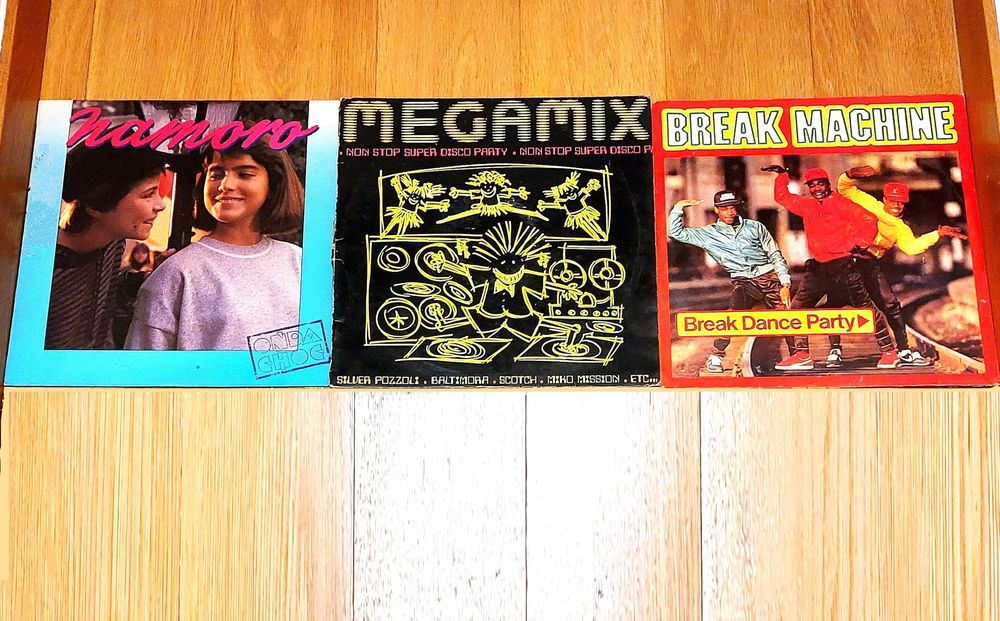 namoro
ONDA
CHOC
MEGAMIX
• NON STOP SUPER DISCO PARTY • NON STOP SUPER DISCO PA
SILVER POZZOLI . BALTIMORA . SCOTCH . MIKO MISSION . ETC...
BREAK MACHINE
Break Dance Party